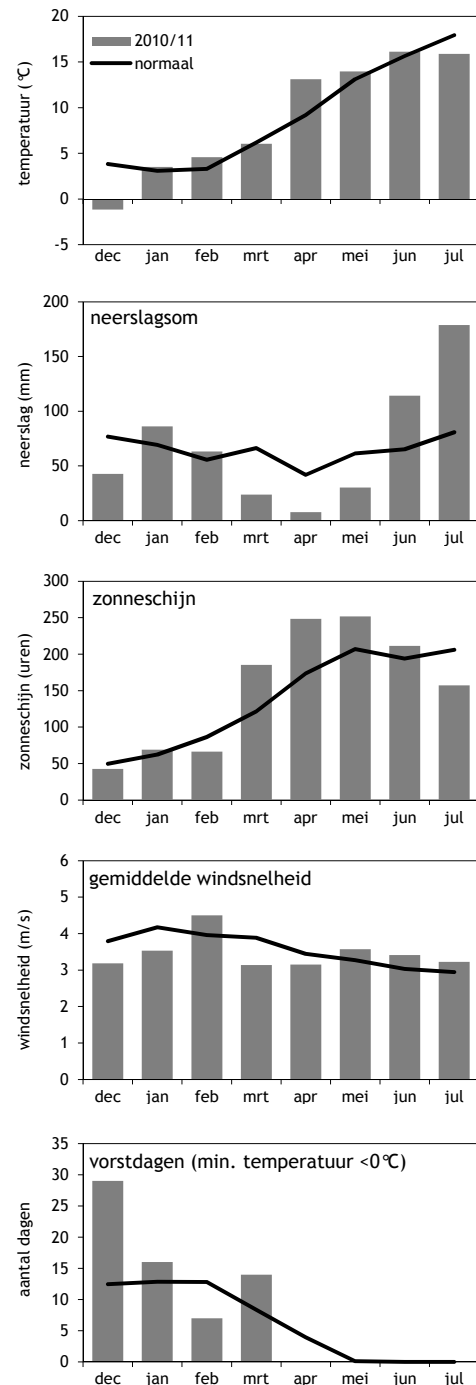 20
15
10
5
0
-5
temperatuur (°C)
2010/11
normaal
dec jan feb mrt apr mei jun jul
neerslagsom
200
150
100
50
0
neerslag (mm)
dec jan feb mrt apr mei jun jul
zonneschijn
300
250
200
150
100
50
0
zonneschijn (uren)
dec jan feb mrt apr mei jun jul
gemiddelde windsnelheid
6
5
4
3
2
1
0
windsnelheid (m/s)
dec jan feb mrt apr mei jun jul
vorstdagen (min. temperatuur <0°C)
35
30
25
20
15
10
5
0
aantal dagen
dec jan feb mrt apr mei jun jul